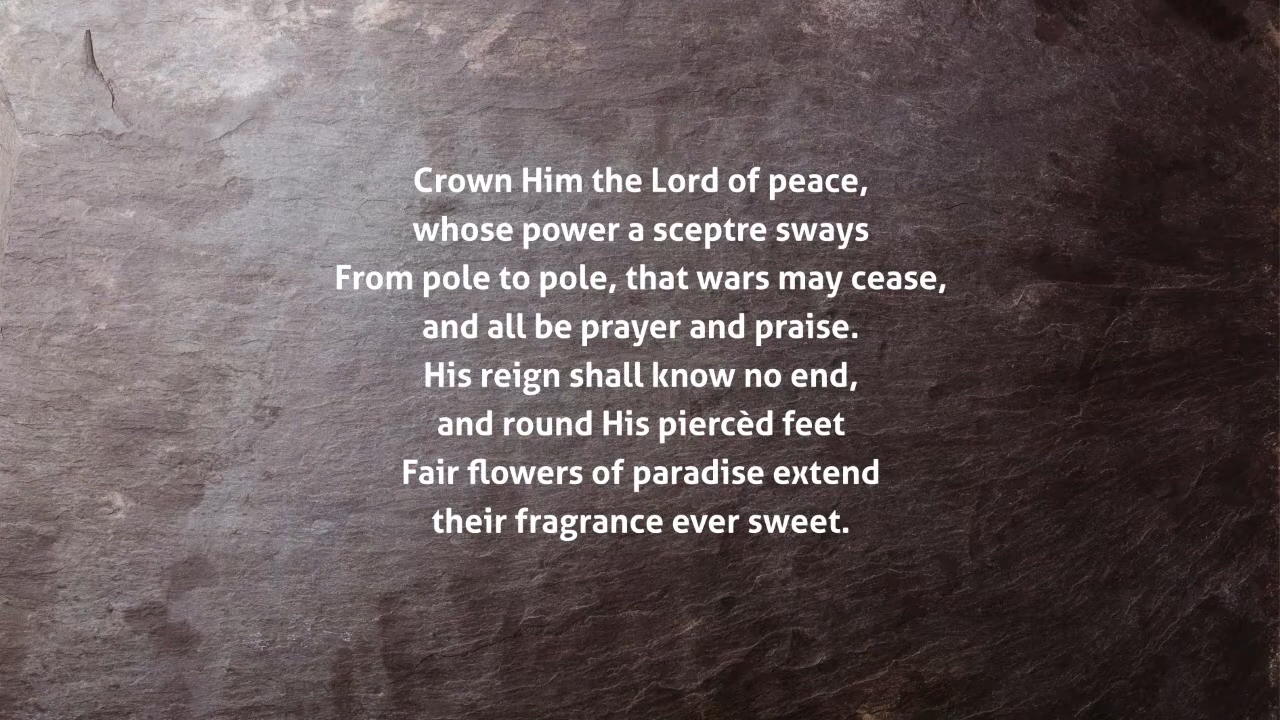 Crown Him the Lord of peace,
whose power a sceptre sways
From pole to pole, that wars may cease,
and all be prayer and praise.
His reign shall know no end,
and round His piercèd feet
Fair flowers of paradise extend
their fragrance ever sweet.